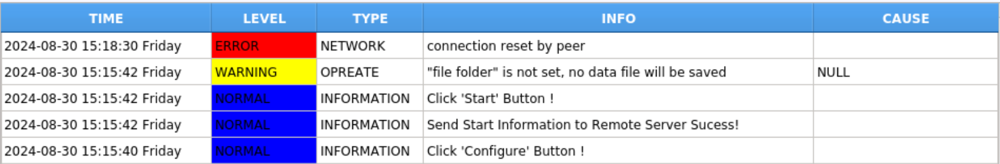 TIME LEVEL TYPE INFO CAUSE
2024-08-30 15:18:30 Friday ERROR NETWORK connection reset by peer
2024-08-30 15:15:42 Friday WARNING OPREATE "file folder" is not set, no data file will be saved NULL
2024-08-30 15:15:42 Friday NORMAL INFORMATION Click 'Start' Button !
2024-08-30 15:15:42 Friday NORMAL INFORMATION Send Start Information to Remote Server Sucess!
2024-08-30 15:15:40 Friday NORMAL INFORMATION Click 'Configure' Button !